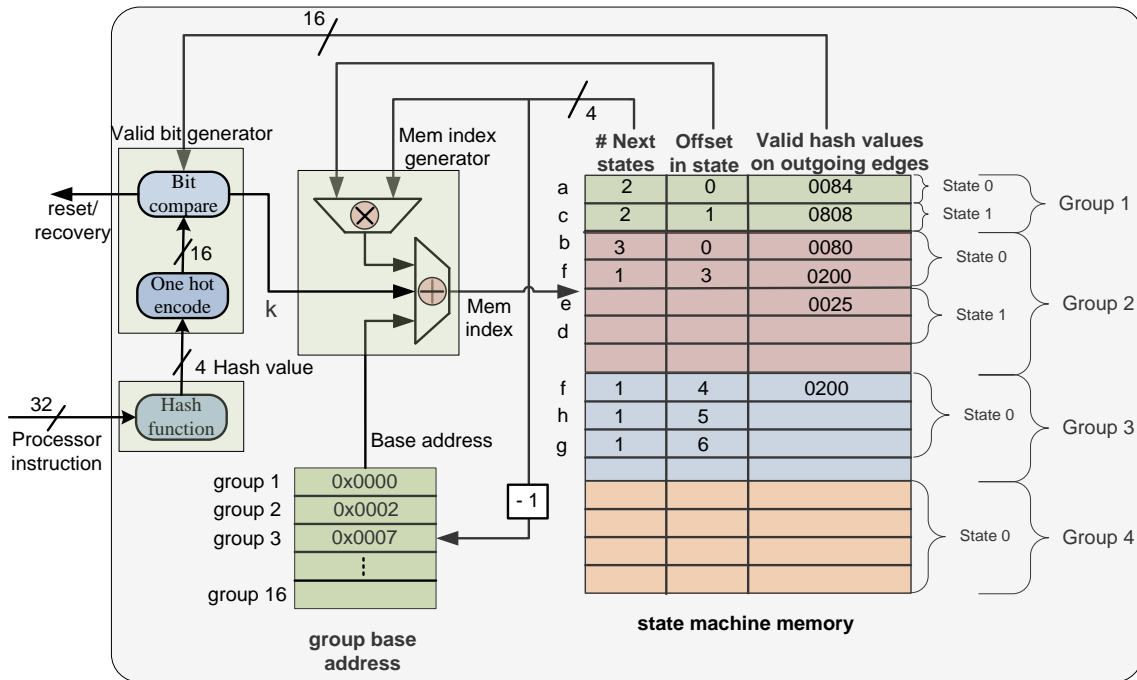 16
4
Valid bit generator
Mem index
generator
# Next
states
Offset
in state
Valid hash values
on outgoing edges
Bit
compare
reset/
recovery
16
One hot
encode
k
Mem
index
4 Hash value
32
Hash
function
Processor
instruction
Base address
a 2 0 0084 State 0
c 2 1 0808 State 1
Group 1
b 3 0 0080
f 1 3 0200
State 0
e 0025
d
State 1
Group 2
f 1 4 0200
h 1 5
g 1 6
State 0
Group 3
State 0
Group 4
- 1
group 1 0x0000
group 2 0x0002
group 3 0x0007
group 16
group base
address
state machine memory